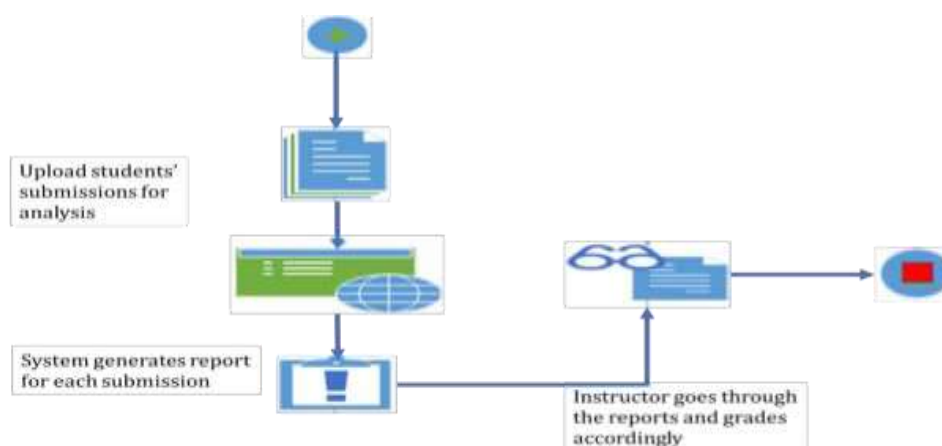 Upload students'
submissions for
analysis
System generates report
for each submission
Instructor goes through
the reports and grades
accordingly